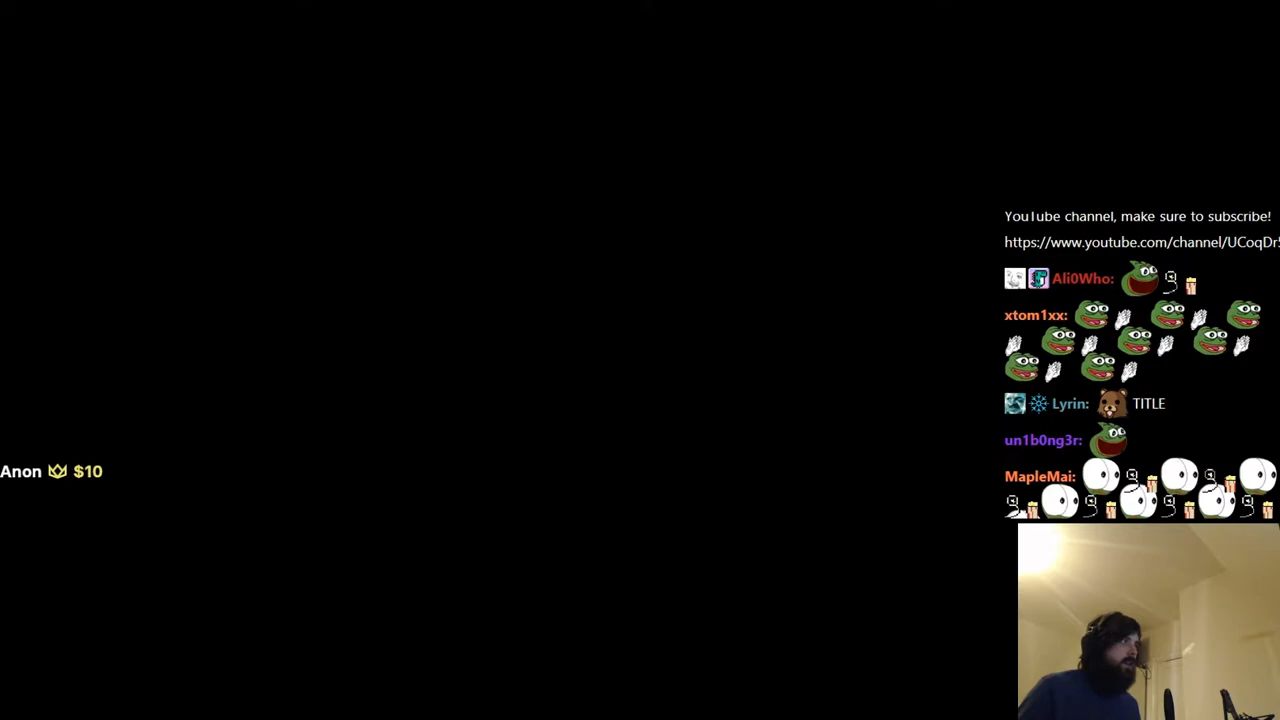 YouTube channel, make sure to subscribe!
https://www.youtube.com/channel/UCoqDr
Ali0Who:
xtom1xx:
Lyrin: TITLE
un1b0ng3r:
Anon $10
MapleMai: